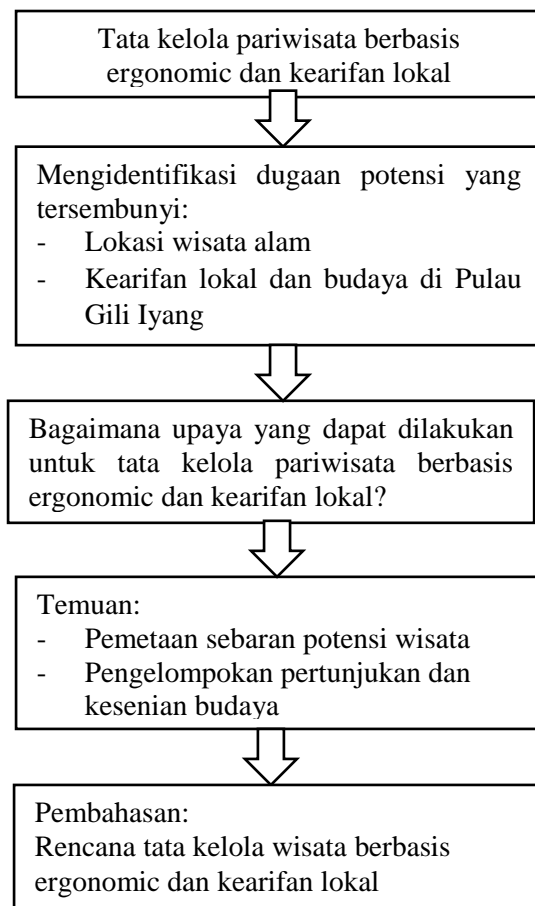 Tata kelola pariwisata berbasis
ergonomic dan kearifan lokal
Mengidentifikasi dugaan potensi yang
tersembunyi:
- Lokasi wisata alam
- Kearifan lokal dan budaya di Pulau
Gili Iyang
Bagaimana upaya yang dapat dilakukan
untuk tata kelola pariwisata berbasis
ergonomic dan kearifan lokal?
Temuan:
- Pemetaan sebaran potensi wisata
- Pengelompokan pertunjukan dan
kesenian budaya
Pembahasan:
Rencana tata kelola wisata berbasis
ergonomic dan kearifan lokal